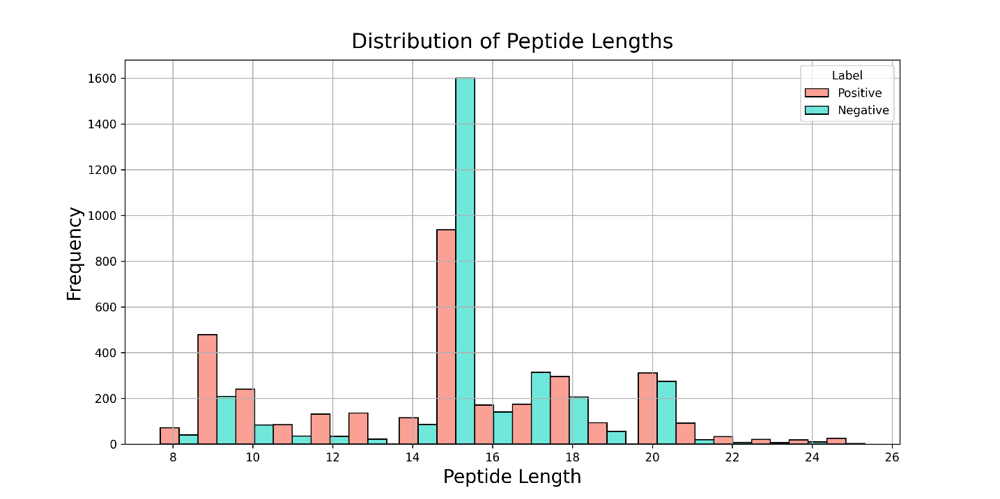 Distribution of Peptide Lengths
Label
Positive
Negative
Frequency
1600
1400
1200
1000
800
600
400
200
0
8 10 12 14 16 18 20 22 24 26
Peptide Length